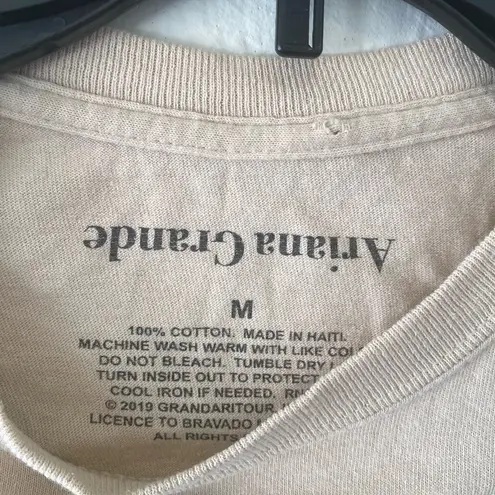 Ariana Grande
M
100% COTTON. MADE IN HAITI.
MACHINE WASH WARM WITH LIKE
DO NOT BLEACH. TUMBLE DRY
TURN INSIDE OUT TO PROTECT
COOL IRON IF NEEDED.
© 2019 GRANDARITOUR,
LICENCE TO BRAVADO
ALL RIGHTS